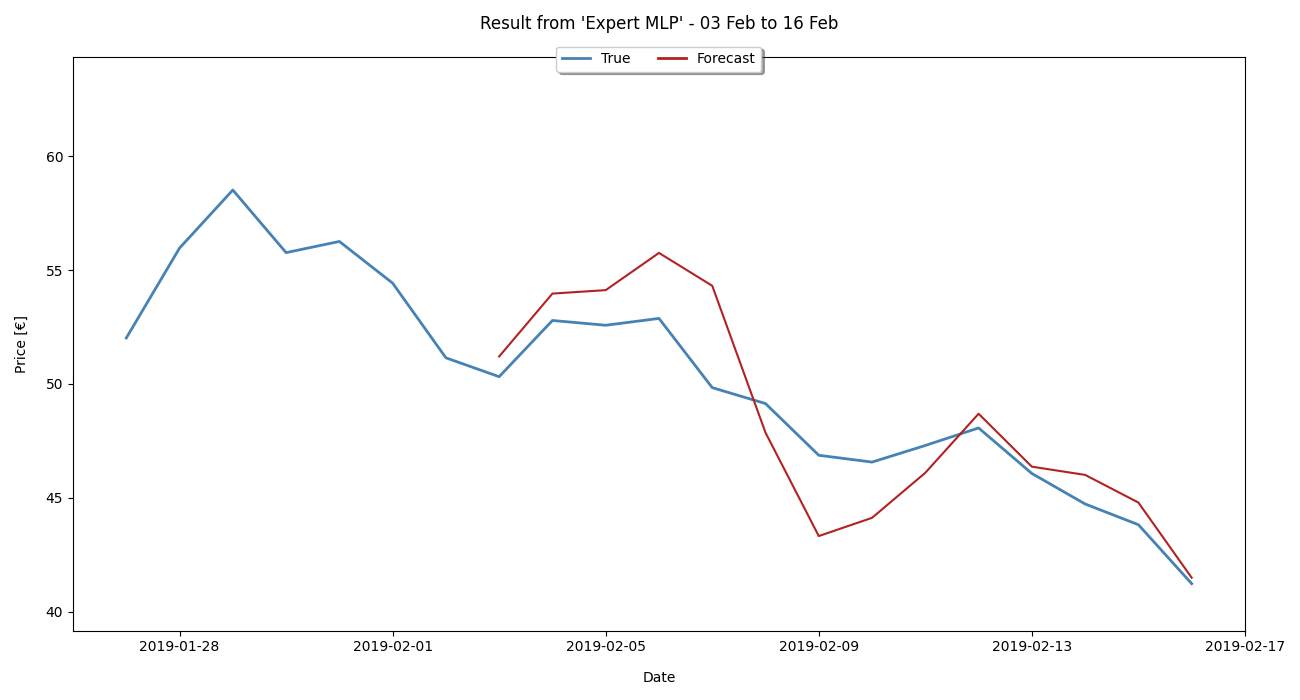 Result from 'Expert MLP' - 03 Feb to 16 Feb
True Forecast
Price [€]
60
55
50
45
40
2019-01-28 2019-02-01 2019-02-05 2019-02-09 2019-02-13 2019-02-17
Date